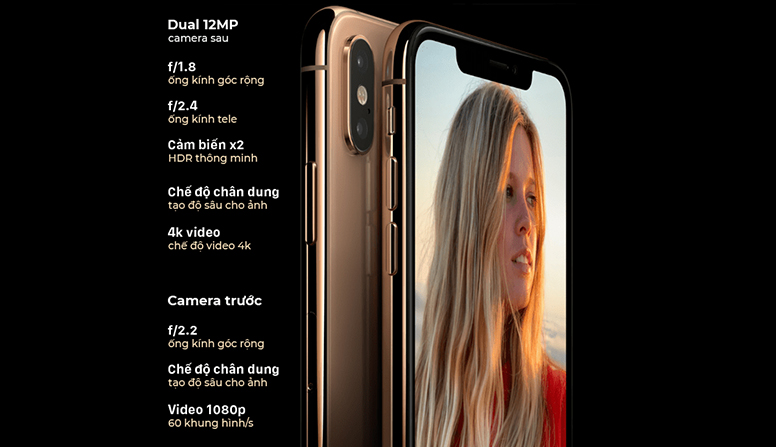 Dual 12MP
camera sau
f/1.8
ống kính góc rộng
f/2.4
ống kính tele
Cảm biến x2
HDR thông minh
Chế độ chân dung
tạo độ sâu cho ảnh
4k video
chế độ video 4k
Camera trước
f/2.2
ống kính góc rộng
Chế độ chân dung
tạo độ sâu cho ảnh
Video 1080p
60 khung hình/s